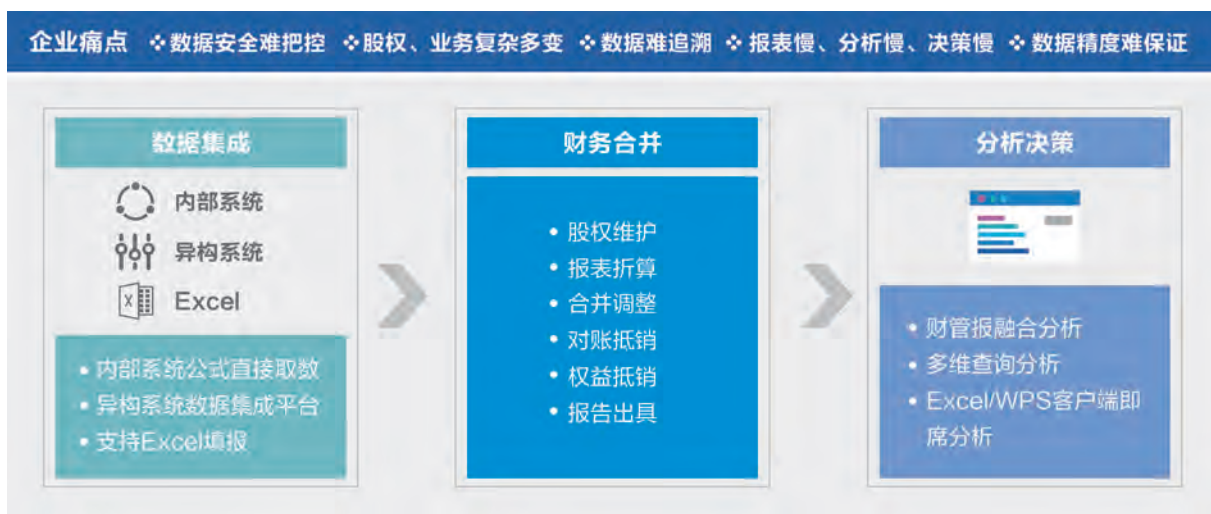 企业痛点 ❖数据安全难把控 ❖股权、业务复杂多变 ❖数据难追溯 ❖报表慢、分析慢、决策慢 ❖数据精度难保证
数据集成
内部系统
异构系统
Excel
• 内部系统公式直接取数
• 异构系统数据集成平台
• 支持Excel填报
财务合并
• 股权维护
• 报表折算
• 合并调整
• 对账抵销
• 权益抵销
• 报告出具
分析决策
• 财管报融合分析
• 多维查询分析
• Excel/WPS客户端即
席分析